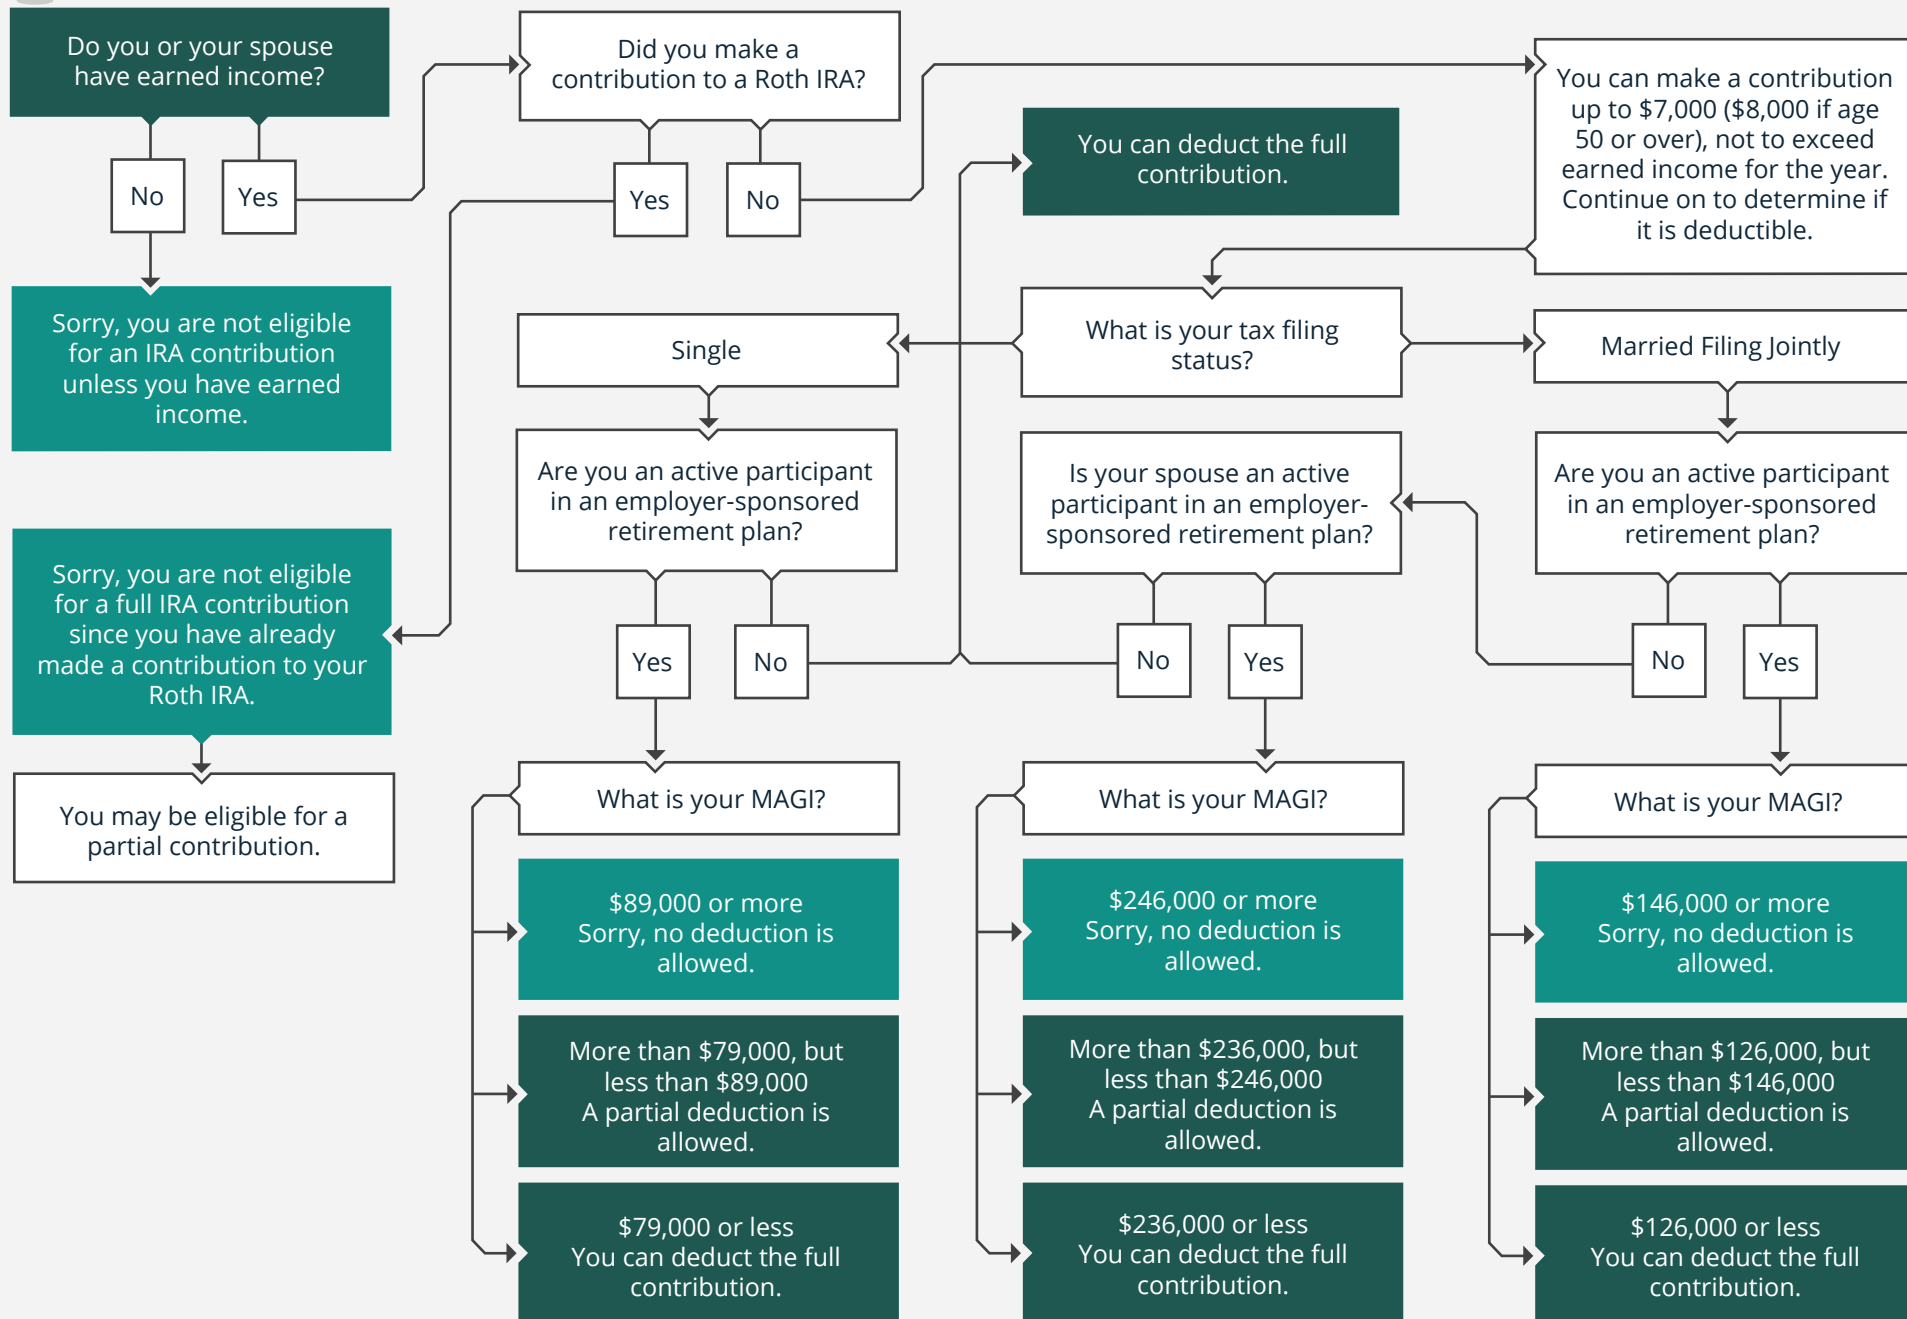 Do you or your spouse
have earned income?
No
Yes
Sorry, you are not eligible
for an IRA contribution
unless you have earned
income.
Did you make a
contribution to a Roth IRA?
Yes
No
Sorry, you are not eligible
for a full IRA contribution
since you have already
made a contribution to your
Roth IRA.
You may be eligible for a
partial contribution.
You can make a contribution
up to $7,000 ($8,000 if age
50 or over), not to exceed
earned income for the year.
Continue on to determine if
it is deductible.
You can deduct the full
contribution.
What is your tax filing
status?
Single
Married Filing Jointly
Are you an active participant
in an employer-sponsored
retirement plan?
Yes
No
Is your spouse an active
participant in an employer-
sponsored retirement plan?
No
Yes
Are you an active participant
in an employer-sponsored
retirement plan?
No
Yes
What is your MAGI?
$89,000 or more
Sorry, no deduction is
allowed.
More than $79,000, but
less than $89,000
A partial deduction is
allowed.
$79,000 or less
You can deduct the full
contribution.
What is your MAGI?
$246,000 or more
Sorry, no deduction is
allowed.
More than $236,000, but
less than $246,000
A partial deduction is
allowed.
$236,000 or less
You can deduct the full
contribution.
What is your MAGI?
$146,000 or more
Sorry, no deduction is
allowed.
More than $126,000, but
less than $146,000
A partial deduction is
allowed.
$126,000 or less
You can deduct the full
contribution.